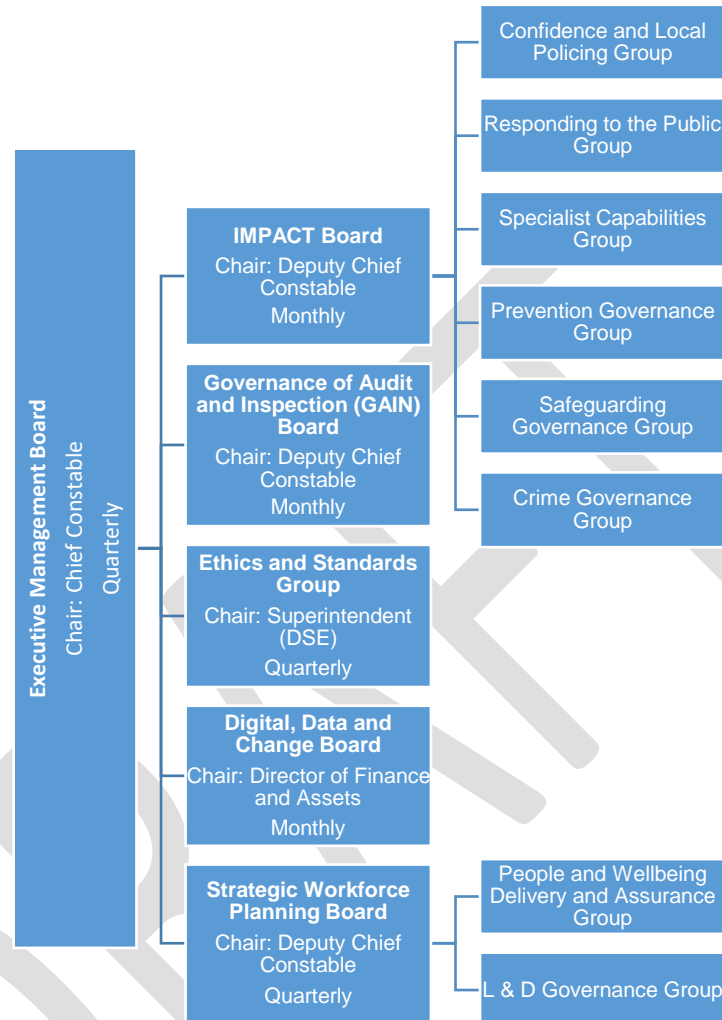 Executive Management Board
Chair: Chief Constable
Quarterly
IMPACT Board
Chair: Deputy Chief
Constable
Monthly
Governance of Audit
and Inspection (GAIN)
Board
Chair: Deputy Chief
Constable
Monthly
Ethics and Standards
Group
Chair: Superintendent
(DSE)
Quarterly
Digital, Data and
Change Board
Chair: Director of Finance
and Assets
Monthly
Strategic Workforce
Planning Board
Chair: Deputy Chief
Constable
Quarterly
Confidence and Local
Policing Group
Responding to the Public
Group
Specialist Capabilities
Group
Prevention Governance
Group
Safeguarding
Governance Group
Crime Governance
Group
People and Wellbeing
Delivery and Assurance
Group
L & D Governance Group